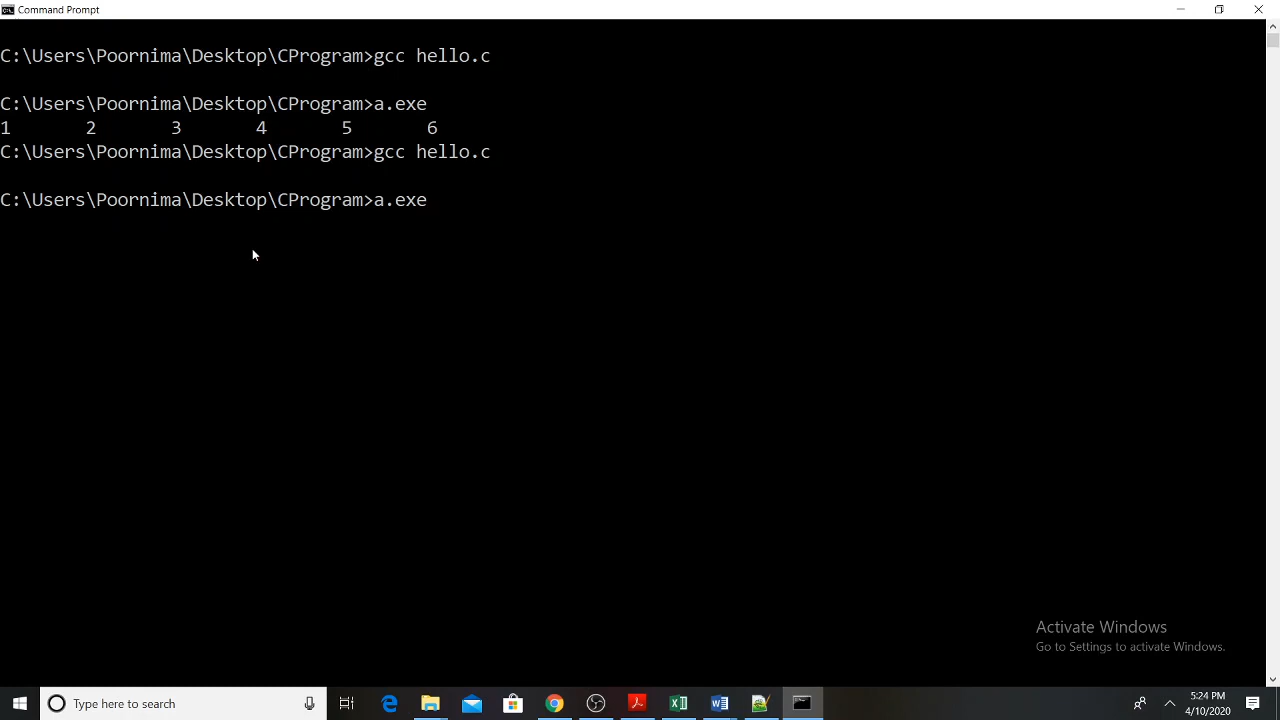 Command Prompt
C:\Users\Poornima\Desktop\CProgram>gcc hello.c
C:\Users\Poornima\Desktop\CProgram>a.exe
1 2 3 4 5 6
C:\Users\Poornima\Desktop\CProgram>gcc hello.c
C:\Users\Poornima\Desktop\CProgram>a.exe
Activate Windows
Go to Settings to activate Windows.
Type here to search
5:24 PM
4/10/2020